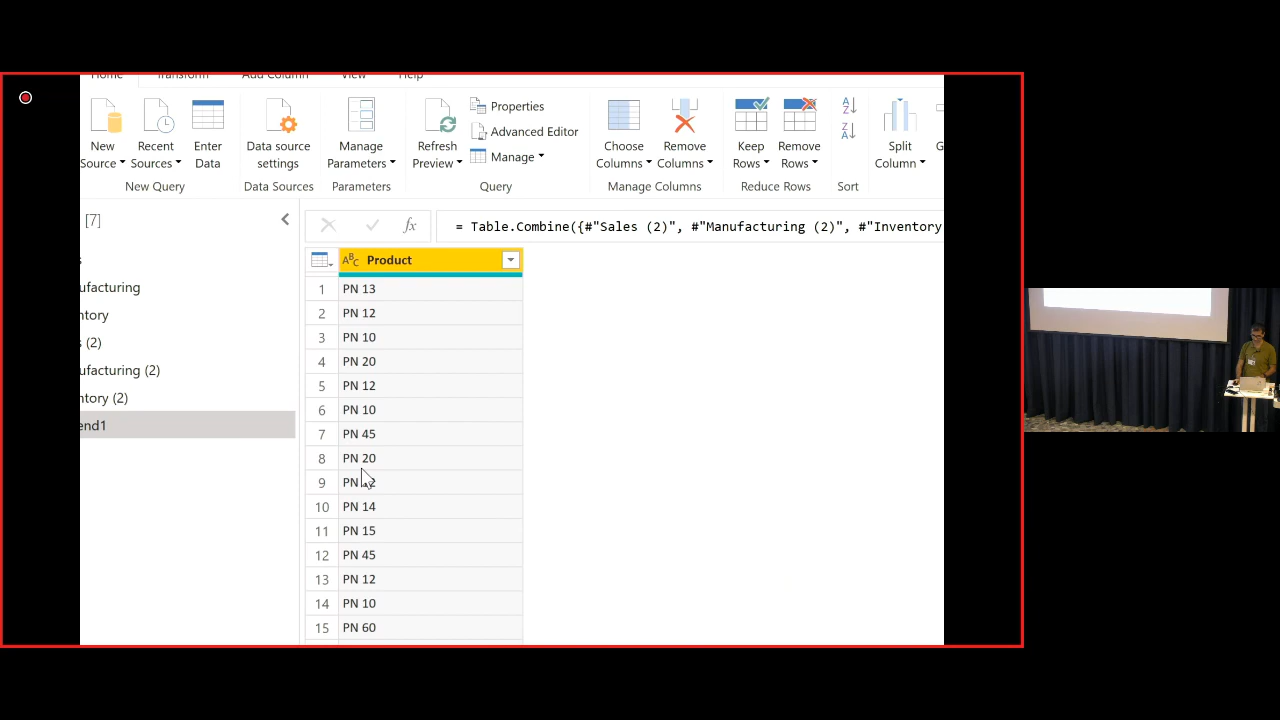 Home Transform Add Column View Help
New Source
Recent Sources
Enter Data
New Query
Data source settings
Data Sources
Manage Parameters
Parameters
Refresh Preview
Properties
Advanced Editor
Manage
Query
Choose Columns
Remove Columns
Manage Columns
Keep Rows
Remove Rows
Reduce Rows
A Z
Z A
Sort
Split Column
[7]
ufacturing
ntory
s (2)
ufacturing (2)
ntory (2)
end1
fx = Table.Combine({#"Sales (2)", #"Manufacturing (2)", #"Inventory
ABC Product
1 PN 13
2 PN 12
3 PN 10
4 PN 20
5 PN 12
6 PN 10
7 PN 45
8 PN 20
9 PN
10 PN 14
11 PN 15
12 PN 45
13 PN 12
14 PN 10
15 PN 60